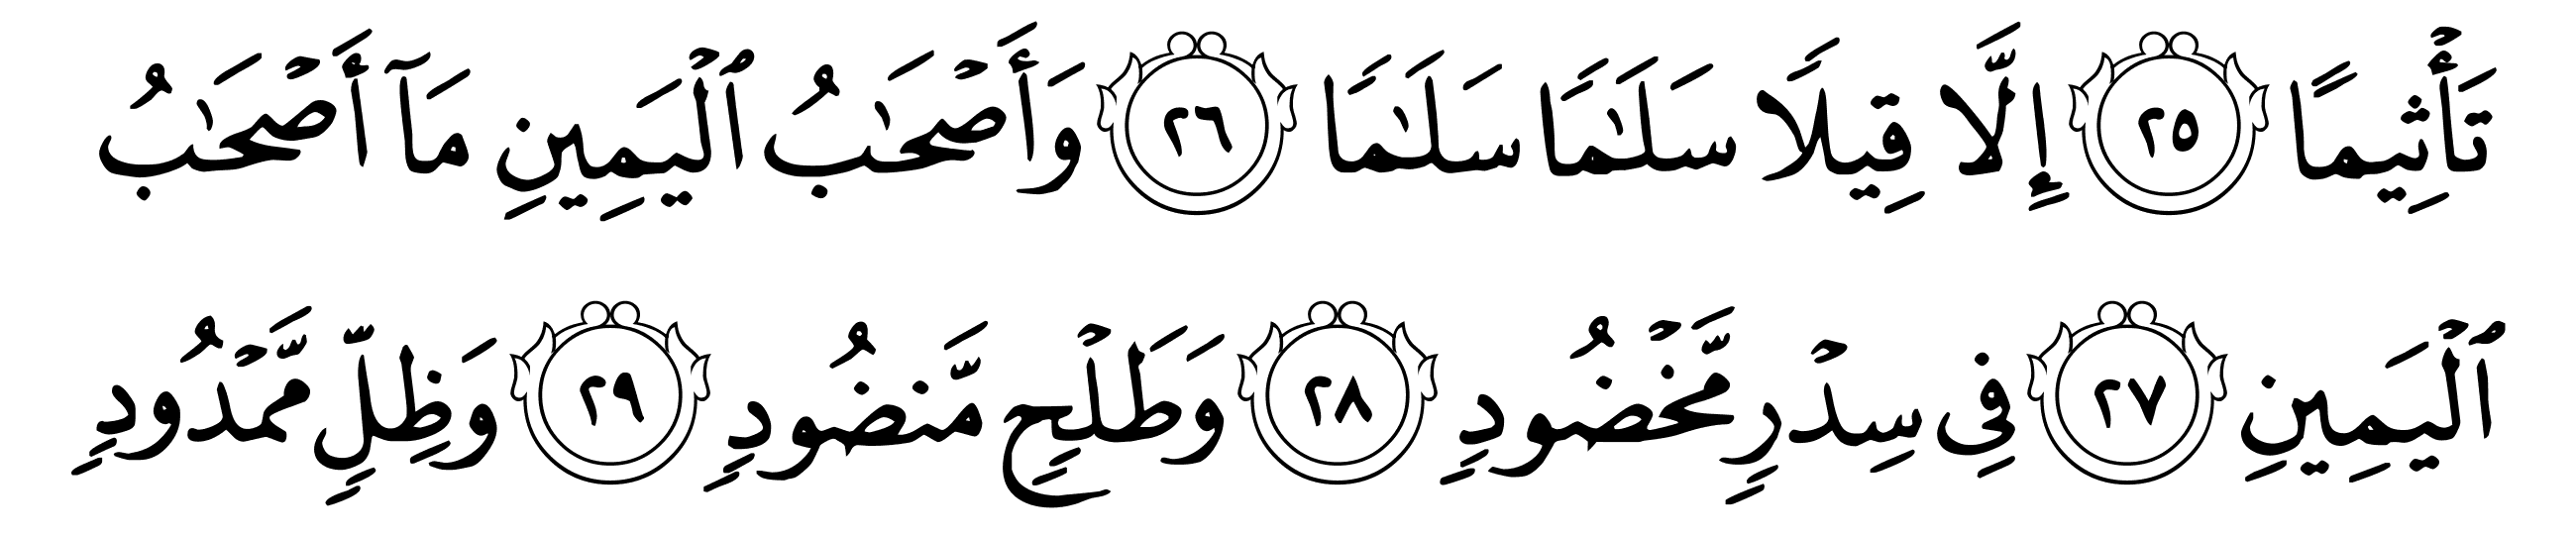 تَأْثِيمًا ٢٥ إِلَّا قِيلًا سَلَٰمًا سَلَٰمًا ٢٦ وَأَصْحَٰبُ ٱلْيَمِينِ مَآ أَصْحَٰبُ
ٱلْيَمِينِ ٢٧ فِى سِدْرٍ مَّخْضُودٍ ٢٨ وَطَلْحٍ مَّنضُودٍ ٢٩ وَظِلٍّ مَّمْدُودٍ